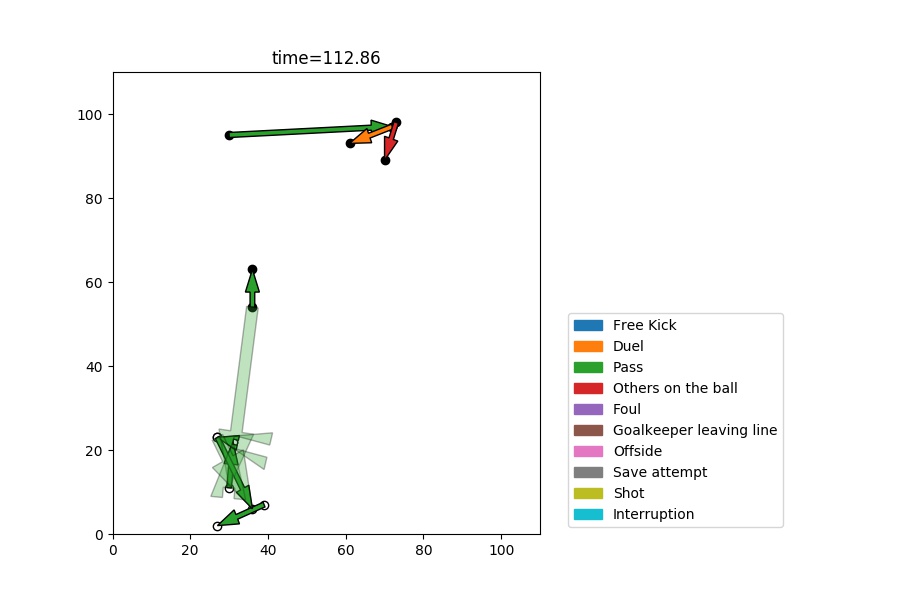 time=112.86
100
80
60
40
20
0
0 20 40 60 80 100
Free Kick
Duel
Pass
Others on the ball
Foul
Goalkeeper leaving line
Offside
Save attempt
Shot
Interruption